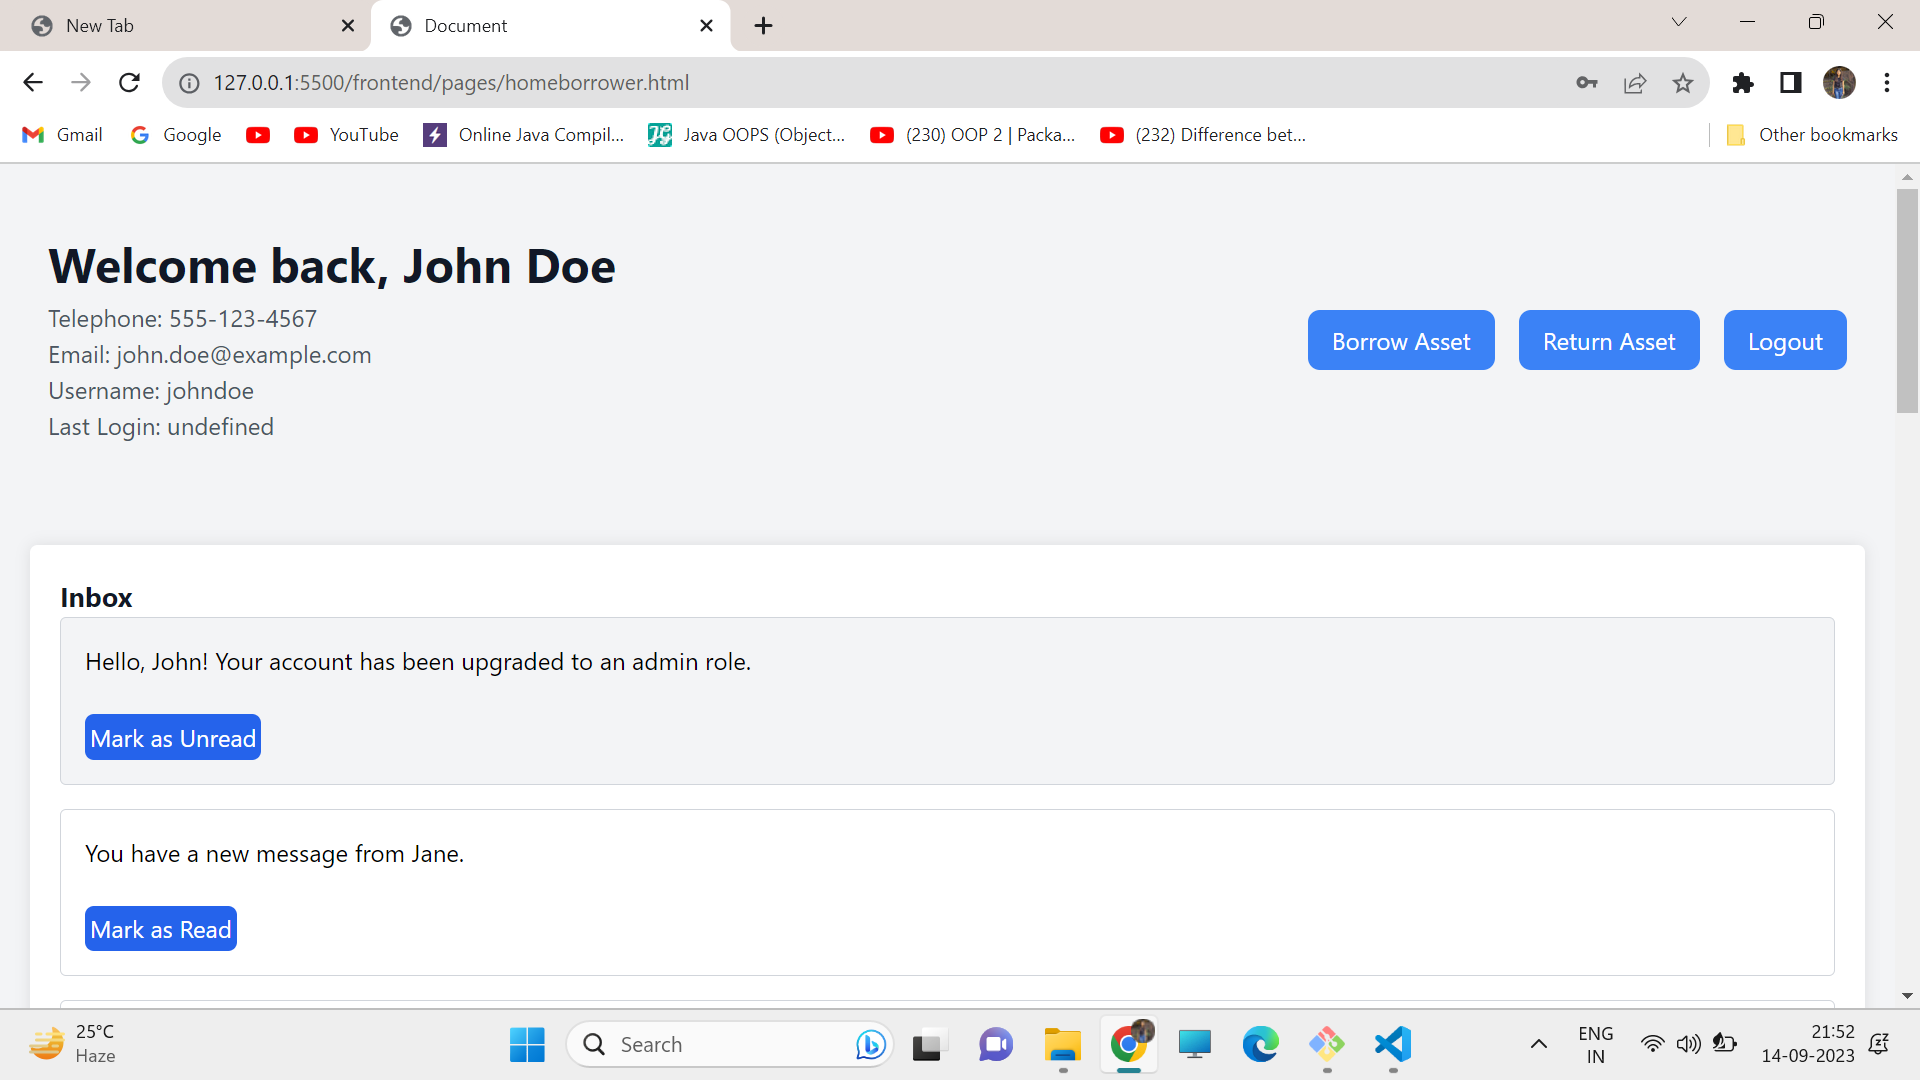 New Tab
Document
127.0.0.1:5500/frontend/pages/homeborrower.html
Gmail
Google
YouTube
Online Java Compil...
Java OOPS (Object...
(230) OOP 2 | Packa...
(232) Difference bet...
Other bookmarks
Welcome back, John Doe
Telephone: 555-123-4567
Email: john.doe@example.com
Username: johndoe
Last Login: undefined
Borrow Asset
Return Asset
Logout
Inbox
Hello, John! Your account has been upgraded to an admin role.
Mark as Unread
You have a new message from Jane.
Mark as Read
25°C
Haze
Search
ENG
IN
21:52
14-09-2023